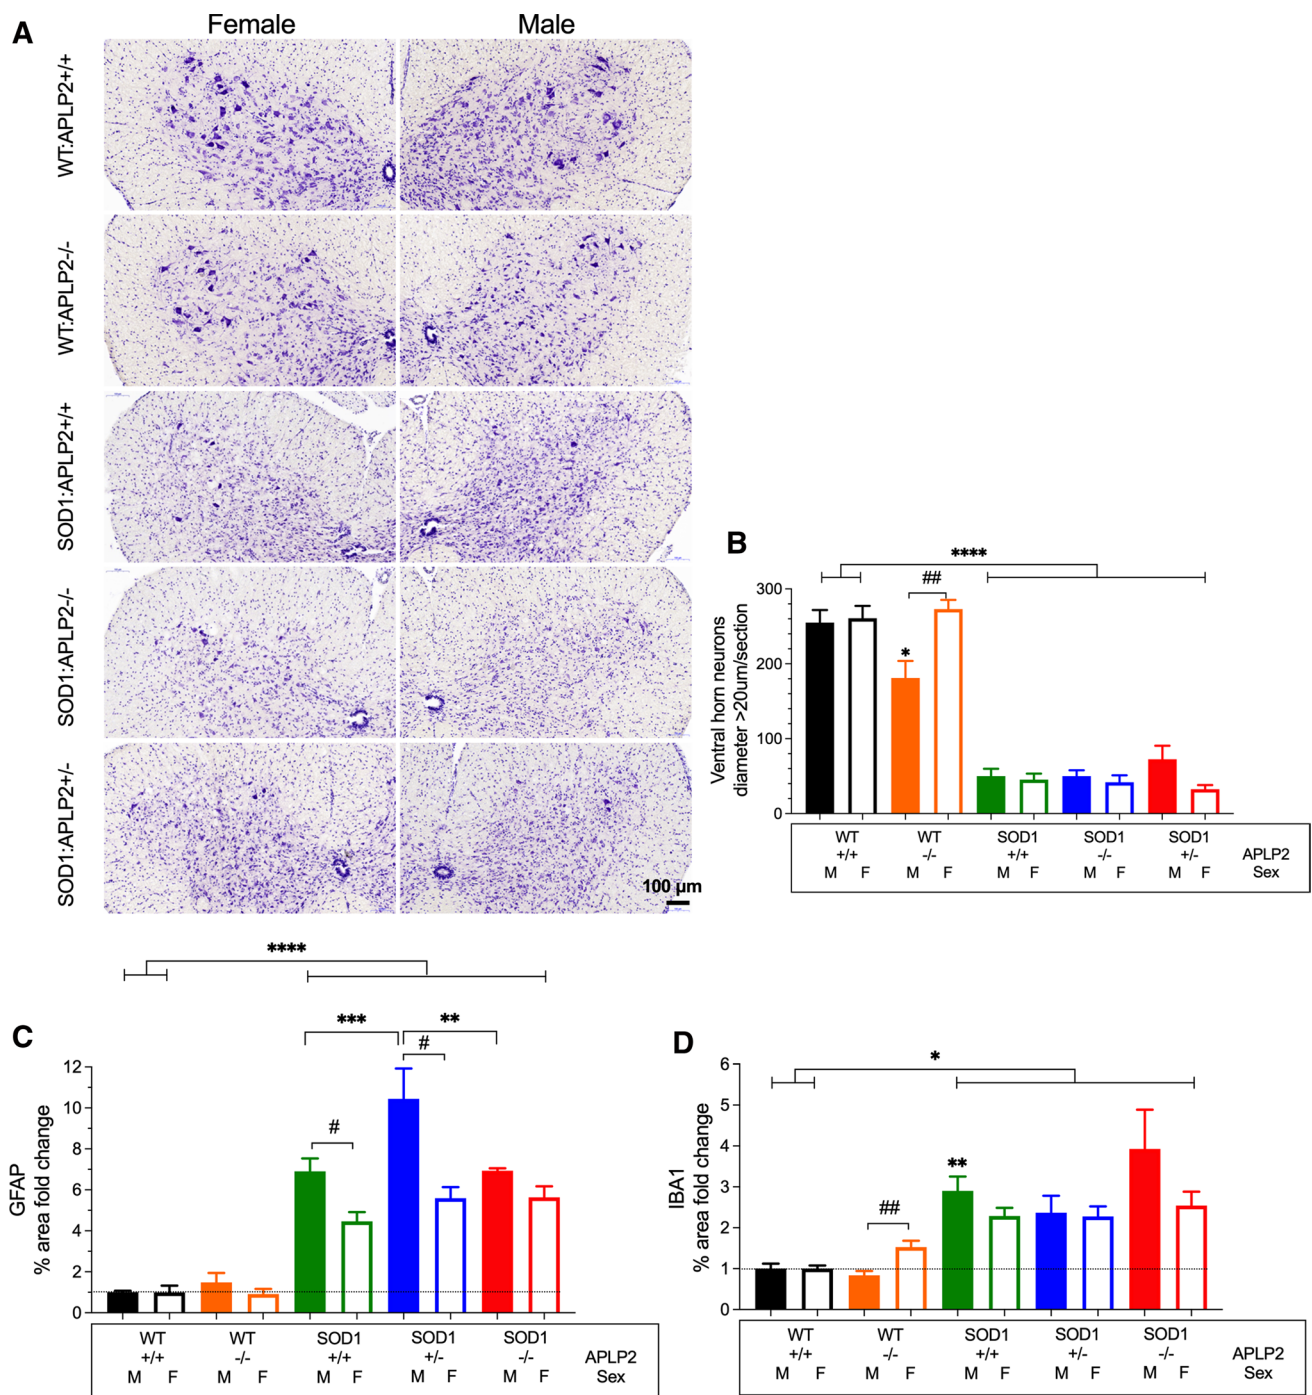 A
Female Male
WT:APLP2+/+
WT:APLP2-/-
SOD1:APLP2+/+
SOD1:APLP2-/-
SOD1:APLP2+/-
100 µm
B
****
##
*
Ventral horn neurons
diameter >20um/section
300
200
100
0
WT WT SOD1 SOD1 SOD1
+/+ -/- +/+ -/- +/- APLP2
M F M F M F M F M F Sex
C
****
*** **
#
#
GFAP
% area fold change
12
10
8
6
4
2
0
WT WT SOD1 SOD1 SOD1
+/+ -/- +/+ +/- -/- APLP2
M F M F M F M F M F Sex
D
*
**
##
IBA1
% area fold change
6
5
4
3
2
1
0
WT WT SOD1 SOD1 SOD1
+/+ -/- +/+ +/- -/- APLP2
M F M F M F M F M F Sex